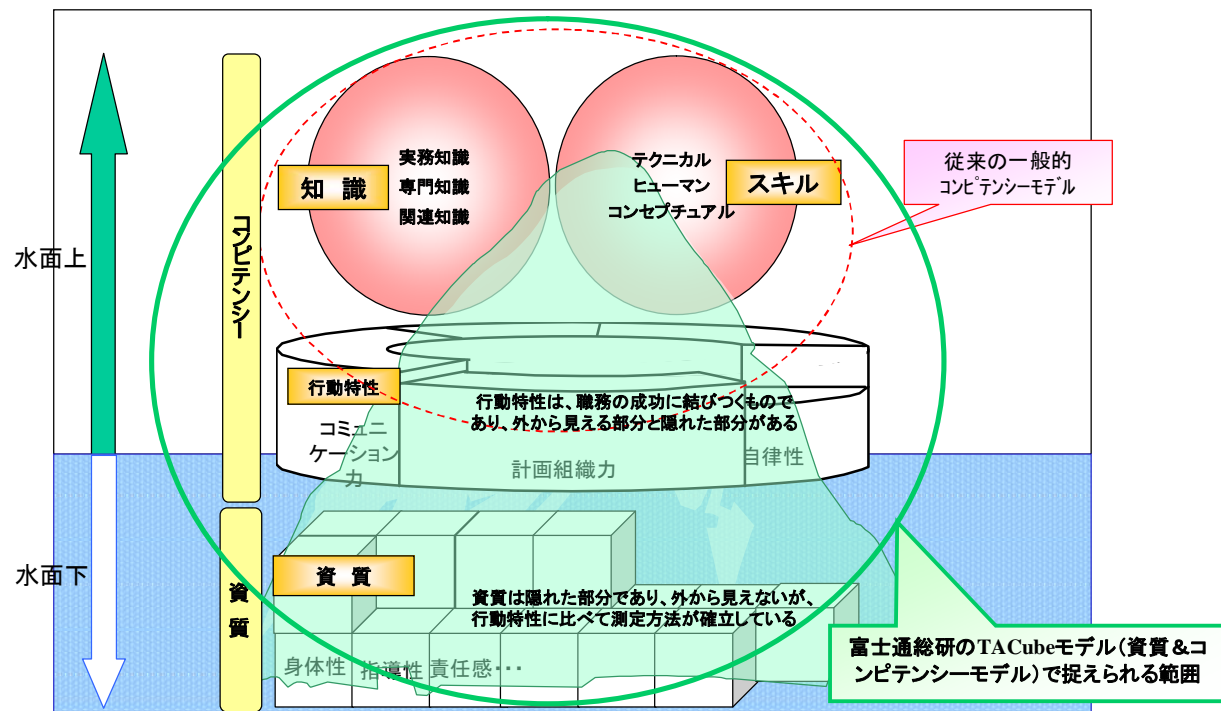 実務知識
専門知識
関連知識
知 識
テクニカル
ヒューマン
コンセプチュアル
スキル
従来の一般的
ｺﾝﾋﾟﾃﾝｼｰﾓﾃﾞﾙ
水面上
コンピテンシー
行動特性
行動特性は、職務の成功に結びつくもので
あり、外から見える部分と隠れた部分がある
コミュニ
ケーション
力
計画組織力
自律性
水面下
資質
資 質
資質は隠れた部分であり、外から見えないが、
行動特性に比べて測定方法が確立している
身体性
指導性
責任感･･･
富士通総研のTACubeモデル（資質＆コ
ンピテンシーモデル）で捉えられる範囲